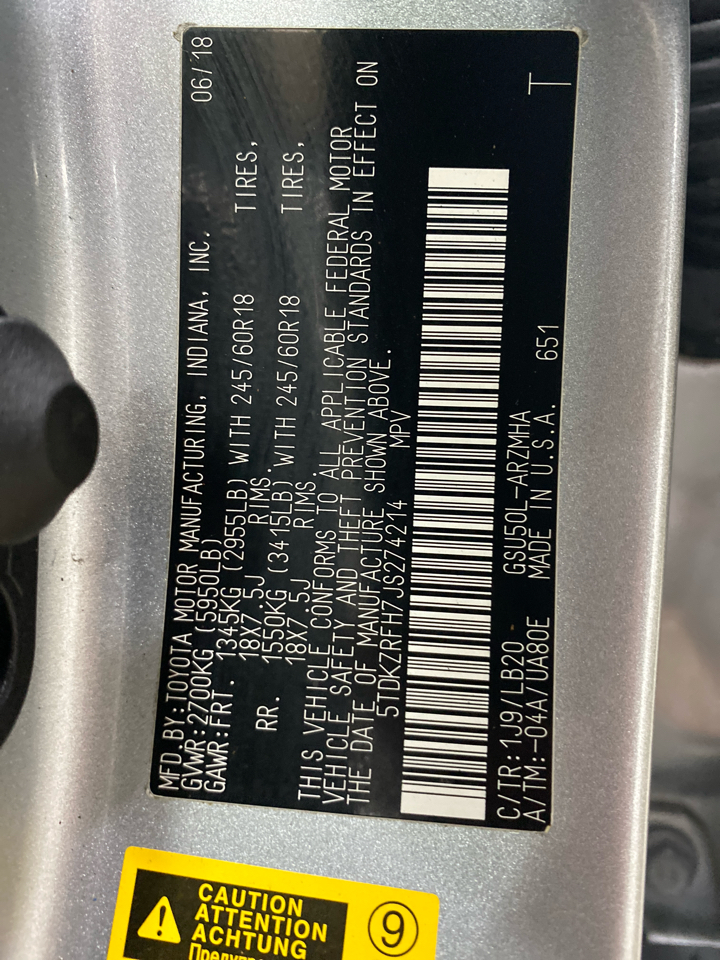 MFD.BY:TOYOTA MOTOR MANUFACTURING, INDIANA, INC. 06/18
GVWR:2700KG(5950LB)
GAWR:FRT. 1345KG (2955LB) WITH 245/60R18 TIRES,
18X7.5J RIMS.
RR. 1550KG (3415LB) WITH 245/60R18 TIRES,
18X7.5J RIMS.
THIS VEHICLE CONFORMS TO ALL APPLICABLE FEDERAL MOTOR
VEHICLE SAFETY AND THEFT PREVENTION STANDARDS IN EFFECT ON
THE DATE OF MANUFACTURE SHOWN ABOVE.
5TDKZRFH7JS274214 MPV
C/TR:1J9/LB20 GSU50L-ARZMHA
A/TM:-04A/UA80E MADE IN U.S.A. 651 T
CAUTION
ATTENTION
ACHTUNG
9